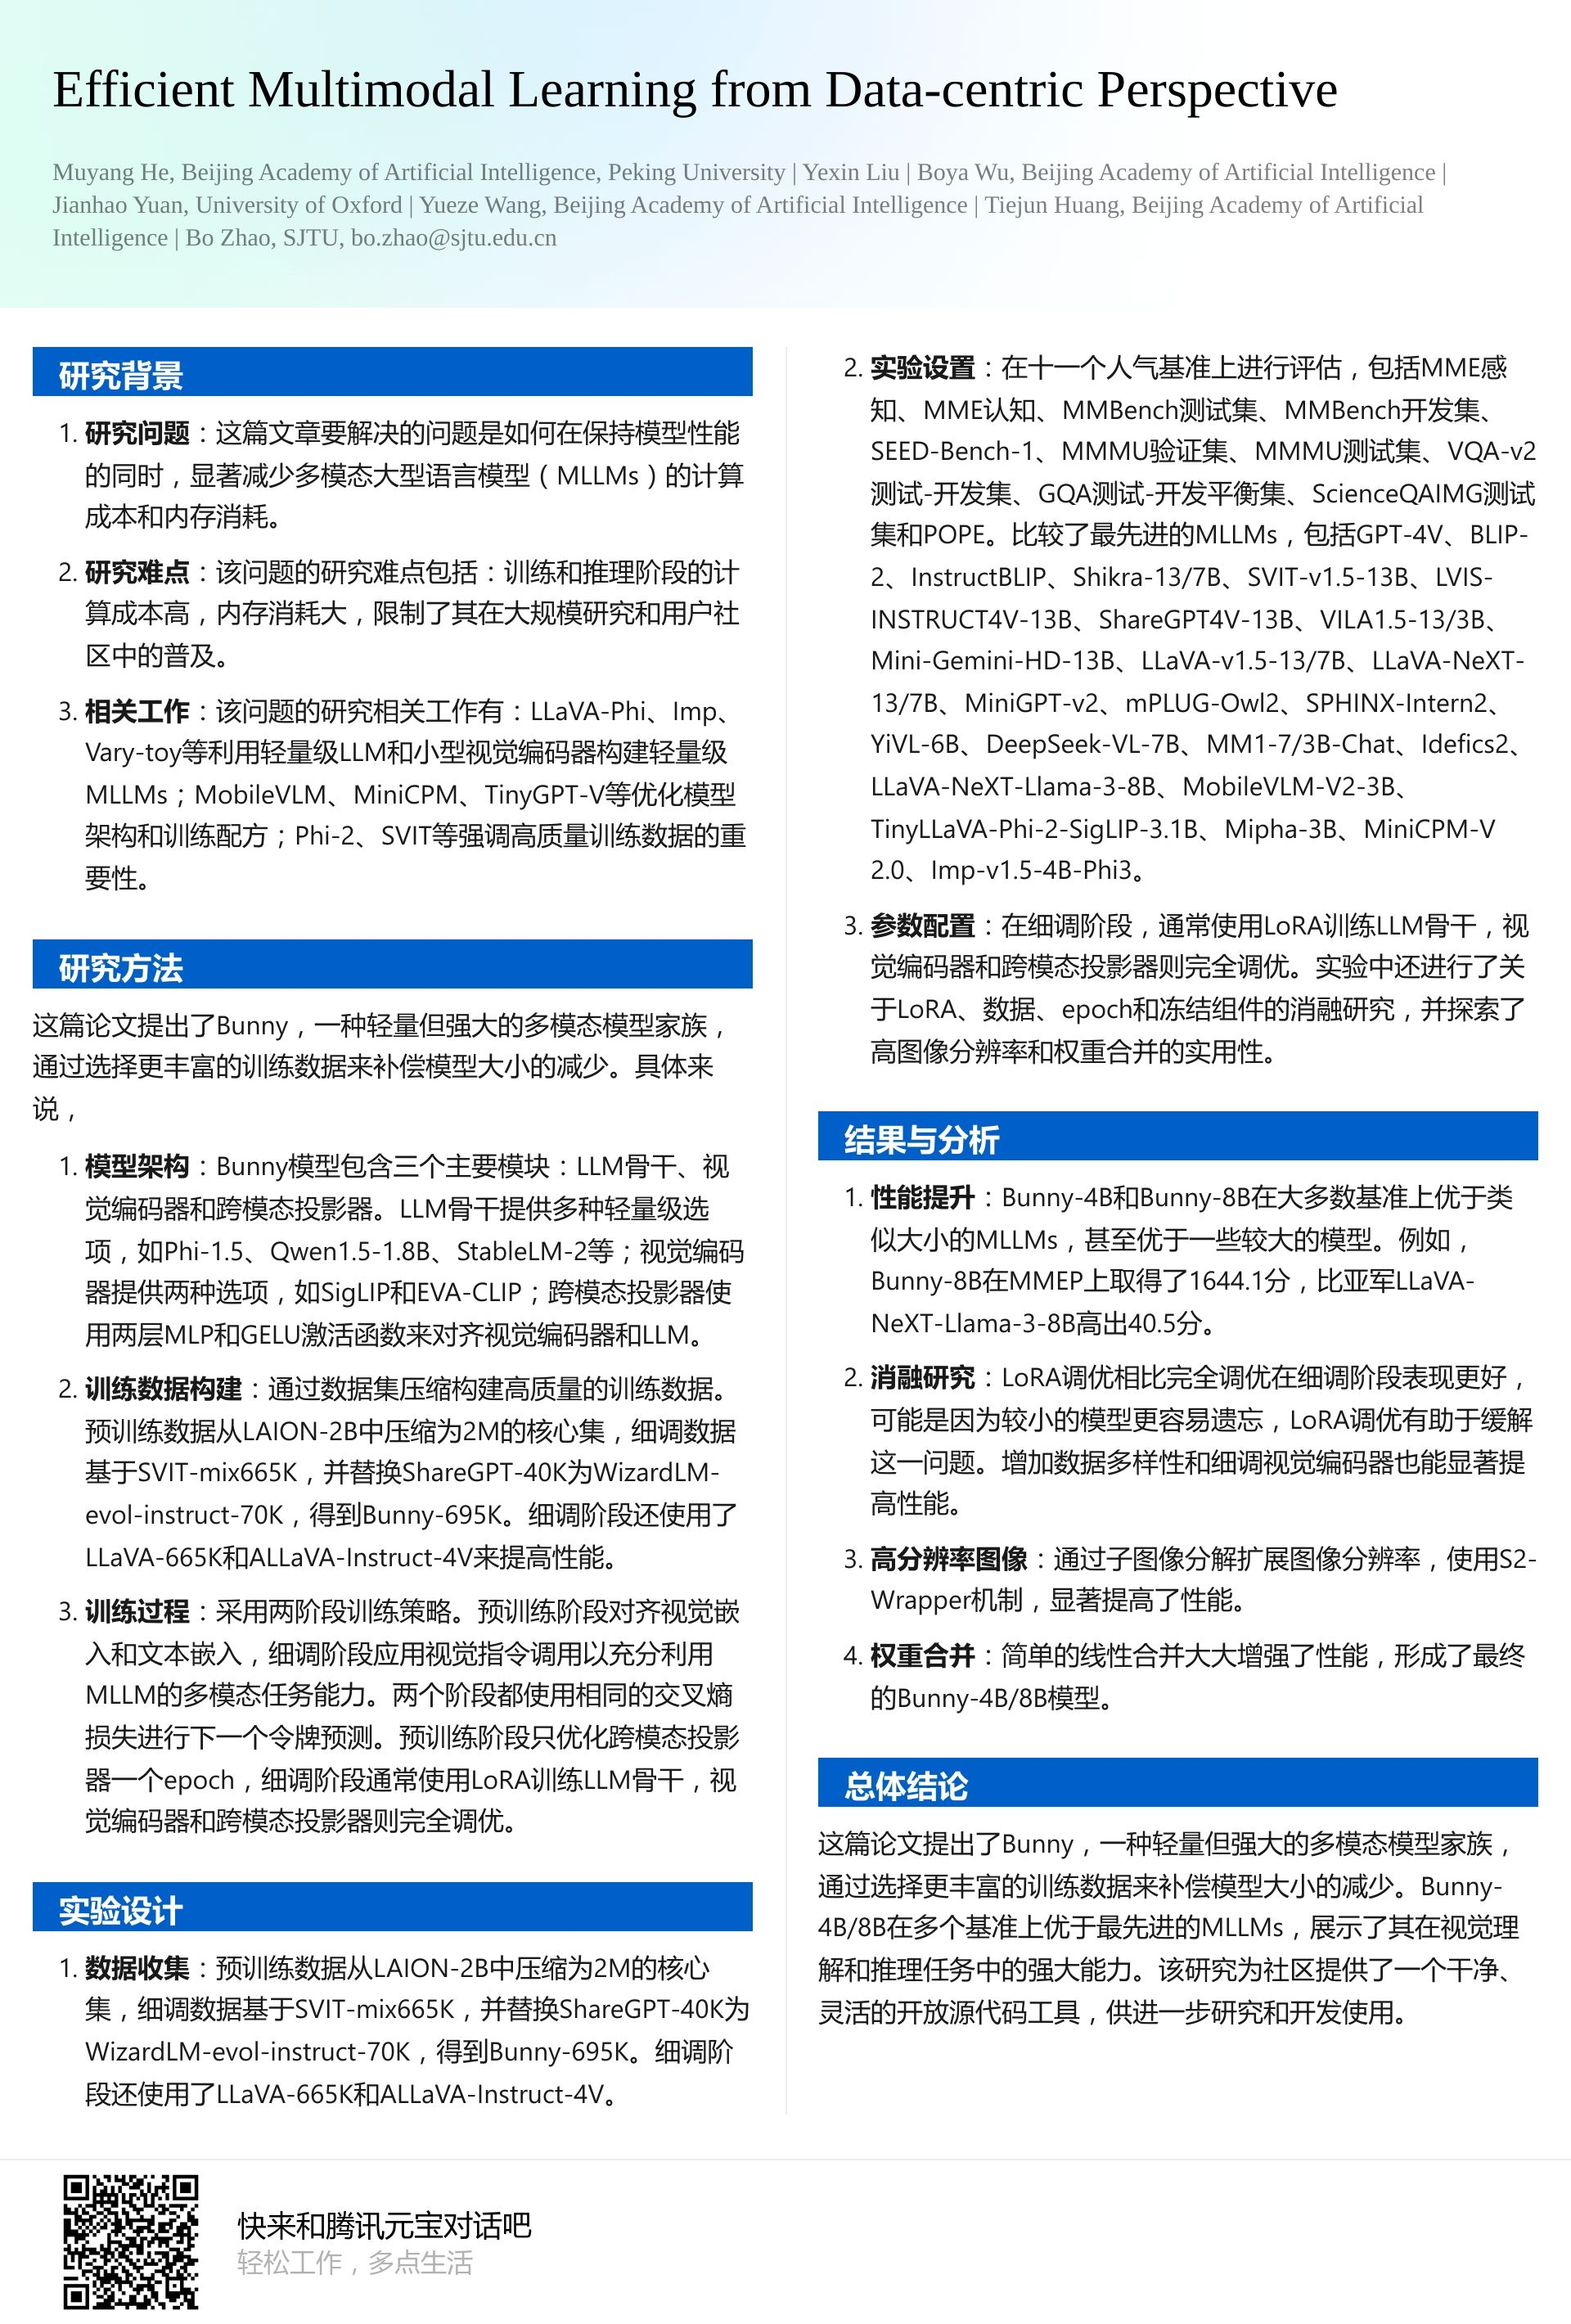 Efficient Multimodal Learning from Data-centric Perspective
Muyang He, Beijing Academy of Artificial Intelligence, Peking University | Yexin Liu | Boya Wu, Beijing Academy of Artificial Intelligence |
Jianhao Yuan, University of Oxford | Yueze Wang, Beijing Academy of Artificial Intelligence | Tiejun Huang, Beijing Academy of Artificial
Intelligence | Bo Zhao, SJTU, bo.zhao@sjtu.edu.cn
研究背景
1. 研究问题：这篇文章要解决的问题是如何在保持模型性能
的同时，显著减少多模态大型语言模型（MLLMs）的计算
成本和内存消耗。
2. 研究难点：该问题的研究难点包括：训练和推理阶段的计
算成本高，内存消耗大，限制了其在大规模研究和用户社
区中的普及。
3. 相关工作：该问题的研究相关工作有：LLaVA-Phi、Imp、
Vary-toy等利用轻量级LLM和小型视觉编码器构建轻量级
MLLMs；MobileVLM、MiniCPM、TinyGPT-V等优化模型
架构和训练配方；Phi-2、SVIT等强调高质量训练数据的重
要性。
研究方法
这篇论文提出了Bunny，一种轻量但强大的多模态模型家族，
通过选择更丰富的训练数据来补偿模型大小的减少。具体来
说，
1. 模型架构：Bunny模型包含三个主要模块：LLM骨干、视
觉编码器和跨模态投影器。LLM骨干提供多种轻量级选
项，如Phi-1.5、Qwen1.5-1.8B、StableLM-2等；视觉编码
器提供两种选项，如SigLIP和EVA-CLIP；跨模态投影器使
用两层MLP和GELU激活函数来对齐视觉编码器和LLM。
2. 训练数据构建：通过数据集压缩构建高质量的训练数据。
预训练数据从LAION-2B中压缩为2M的核心集，细调数据
基于SVIT-mix665K，并替换ShareGPT-40K为WizardLM-
evol-instruct-70K，得到Bunny-695K。细调阶段还使用了
LLaVA-665K和ALLaVA-Instruct-4V来提高性能。
3. 训练过程：采用两阶段训练策略。预训练阶段对齐视觉嵌
入和文本嵌入，细调阶段应用视觉指令调用以充分利用
MLLM的多模态任务能力。两个阶段都使用相同的交叉熵
损失进行下一个令牌预测。预训练阶段只优化跨模态投影
器一个epoch，细调阶段通常使用LoRA训练LLM骨干，视
觉编码器和跨模态投影器则完全调优。
实验设计
1. 数据收集：预训练数据从LAION-2B中压缩为2M的核心
集，细调数据基于SVIT-mix665K，并替换ShareGPT-40K为
WizardLM-evol-instruct-70K，得到Bunny-695K。细调阶
段还使用了LLaVA-665K和ALLaVA-Instruct-4V。
2. 实验设置：在十一个人气基准上进行评估，包括MME感
知、MME认知、MMBench测试集、MMBench开发集、
SEED-Bench-1、MMMU验证集、MMMU测试集、VQA-v2
测试-开发集、GQA测试-开发平衡集、ScienceQAIMG测试
集和POPE。比较了最先进的MLLMs，包括GPT-4V、BLIP-
2、InstructBLIP、Shikra-13/7B、SVIT-v1.5-13B、LVIS-
INSTRUCT4V-13B、ShareGPT4V-13B、VILA1.5-13/3B、
Mini-Gemini-HD-13B、LLaVA-v1.5-13/7B、LLaVA-NeXT-
13/7B、MiniGPT-v2、mPLUG-Owl2、SPHINX-Intern2、
YiVL-6B、DeepSeek-VL-7B、MM1-7/3B-Chat、Idefics2、
LLaVA-NeXT-Llama-3-8B、MobileVLM-V2-3B、
TinyLLaVA-Phi-2-SigLIP-3.1B、Mipha-3B、MiniCPM-V
2.0、Imp-v1.5-4B-Phi3。
3. 参数配置：在细调阶段，通常使用LoRA训练LLM骨干，视
觉编码器和跨模态投影器则完全调优。实验中还进行了关
于LoRA、数据、epoch和冻结组件的消融研究，并探索了
高图像分辨率和权重合并的实用性。
结果与分析
1. 性能提升：Bunny-4B和Bunny-8B在大多数基准上优于类
似大小的MLLMs，甚至优于一些较大的模型。例如，
Bunny-8B在MMEP上取得了1644.1分，比亚军LLaVA-
NeXT-Llama-3-8B高出40.5分。
2. 消融研究：LoRA调优相比完全调优在细调阶段表现更好，
可能是因为较小的模型更容易遗忘，LoRA调优有助于缓解
这一问题。增加数据多样性和细调视觉编码器也能显著提
高性能。
3. 高分辨率图像：通过子图像分解扩展图像分辨率，使用S2-
Wrapper机制，显著提高了性能。
4. 权重合并：简单的线性合并大大增强了性能，形成了最终
的Bunny-4B/8B模型。
总体结论
这篇论文提出了Bunny，一种轻量但强大的多模态模型家族，
通过选择更丰富的训练数据来补偿模型大小的减少。Bunny-
4B/8B在多个基准上优于最先进的MLLMs，展示了其在视觉理
解和推理任务中的强大能力。该研究为社区提供了一个干净、
灵活的开放源代码工具，供进一步研究和开发使用。
快来和腾讯元宝对话吧
轻松工作，多点生活